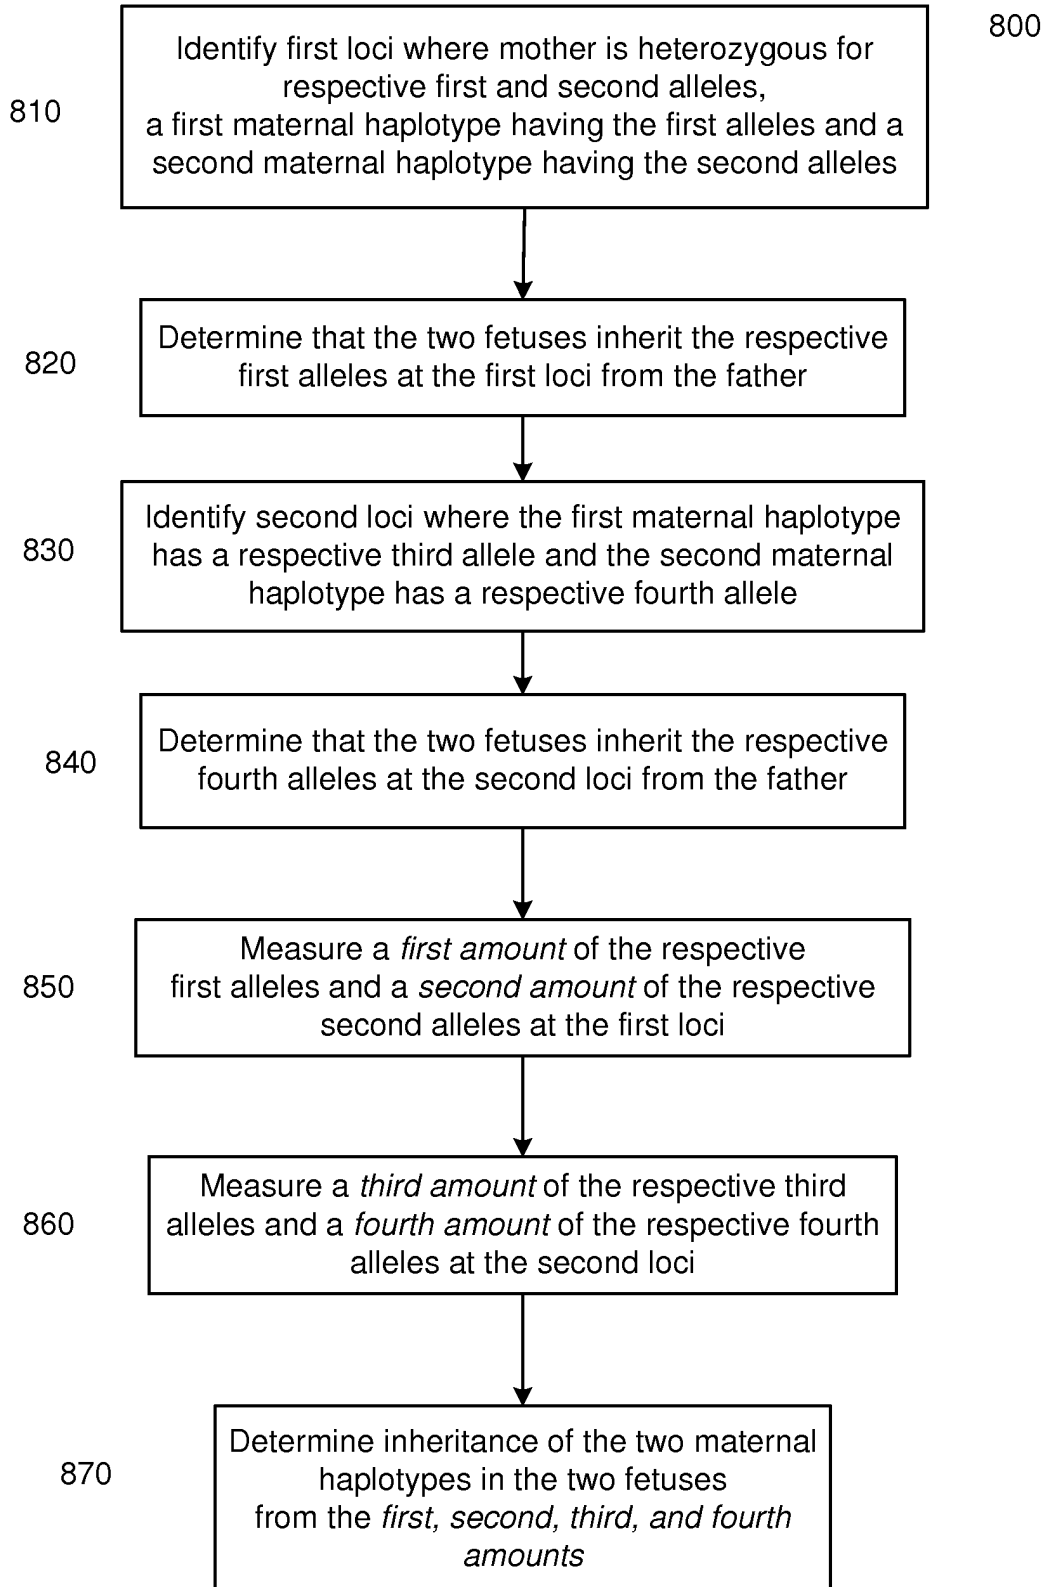 800
810
Identify first loci where mother is heterozygous for
respective first and second alleles,
a first maternal haplotype having the first alleles and a
second maternal haplotype having the second alleles
820
Determine that the two fetuses inherit the respective
first alleles at the first loci from the father
830
Identify second loci where the first maternal haplotype
has a respective third allele and the second maternal
haplotype has a respective fourth allele
840
Determine that the two fetuses inherit the respective
fourth alleles at the second loci from the father
850
Measure a first amount of the respective
first alleles and a second amount of the respective
second alleles at the first loci
860
Measure a third amount of the respective third
alleles and a fourth amount of the respective fourth
alleles at the second loci
870
Determine inheritance of the two maternal
haplotypes in the two fetuses
from the first, second, third, and fourth
amounts